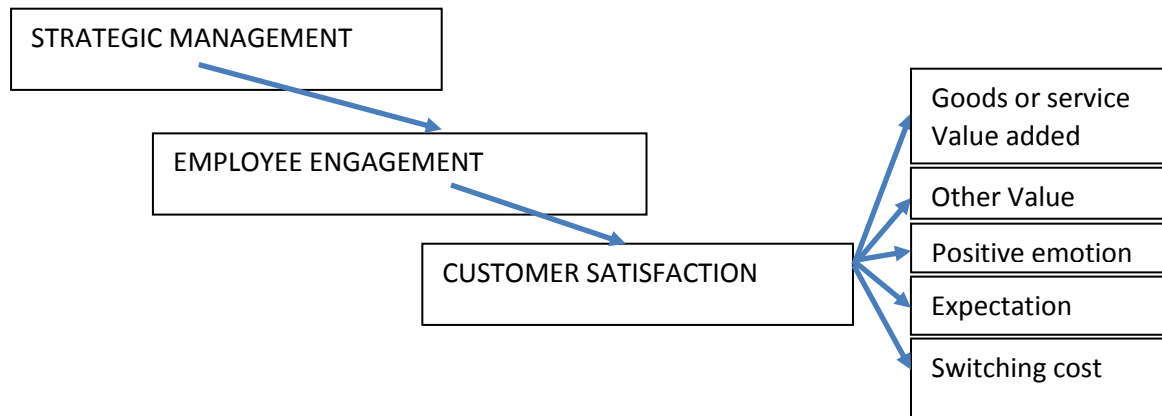 STRATEGIC MANAGEMENT
EMPLOYEE ENGAGEMENT
CUSTOMER SATISFACTION
Goods or service
Value added
Other Value
Positive emotion
Expectation
Switching cost